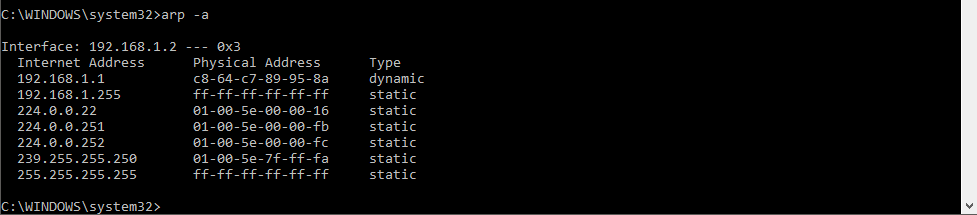 C:\WINDOWS\system32>arp -a
Interface: 192.168.1.2 --- 0x3
  Internet Address      Physical Address      Type
  192.168.1.1           c8-64-c7-89-95-8a     dynamic
  192.168.1.255         ff-ff-ff-ff-ff-ff     static
  224.0.0.22            01-00-5e-00-00-16     static
  224.0.0.251           01-00-5e-00-00-fb     static
  224.0.0.252           01-00-5e-00-00-fc     static
  239.255.255.250       01-00-5e-7f-ff-fa     static
  255.255.255.255       ff-ff-ff-ff-ff-ff     static
C:\WINDOWS\system32>